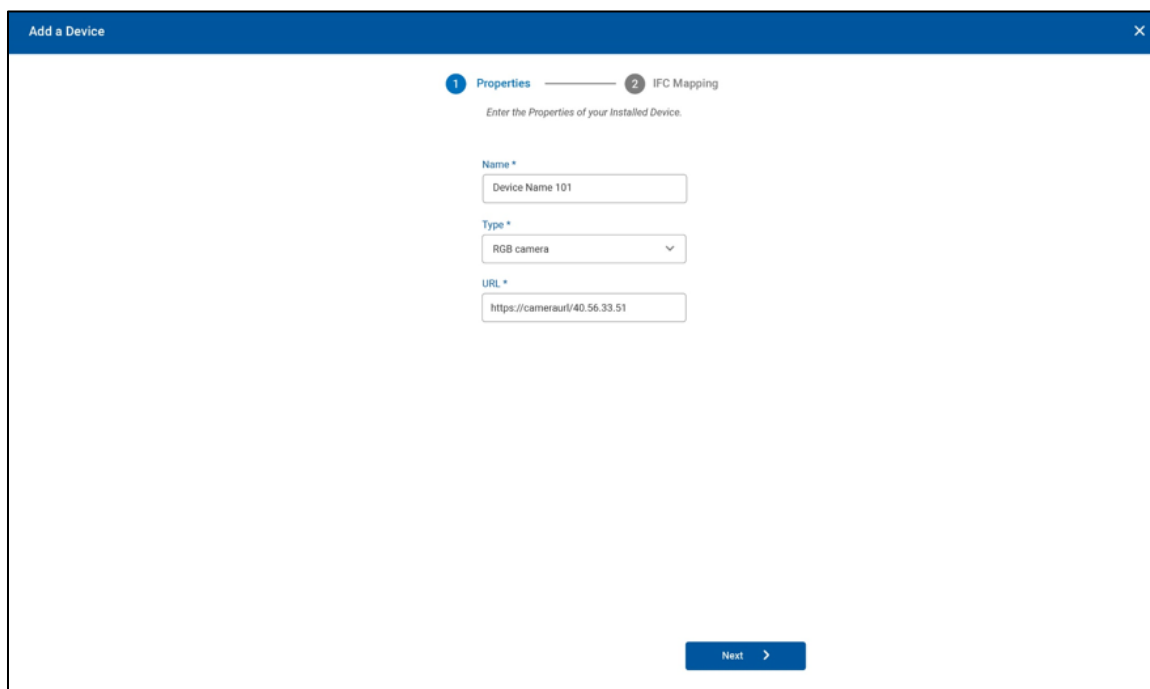 Add a Device
1 Properties 2 IFC Mapping
Enter the Properties of your Installed Device.
Name *
Device Name 101
Type *
RGB camera
URL *
https://cameraurl/40.56.33.51
Next